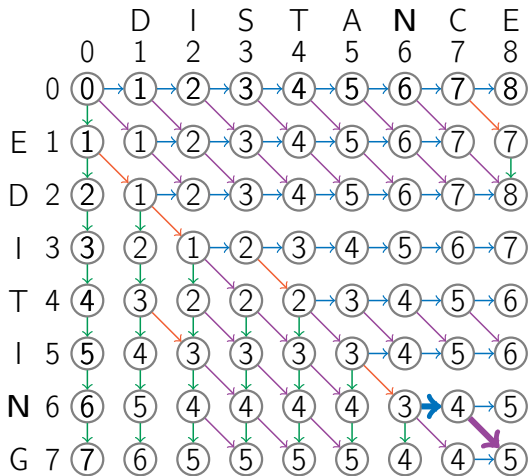 D I S T A N C E
0 1 2 3 4 5 6 7 8
0 0 1 2 3 4 5 6 7 8
E 1 1 1 2 3 4 5 6 7 7
D 2 2 1 2 3 4 5 6 7 8
I 3 3 2 1 2 3 4 5 6 7
T 4 4 3 2 2 2 3 4 5 6
I 5 5 4 3 3 3 3 4 5 6
N 6 6 5 4 4 4 4 3 4 5
G 7 7 6 5 5 5 5 4 4 5